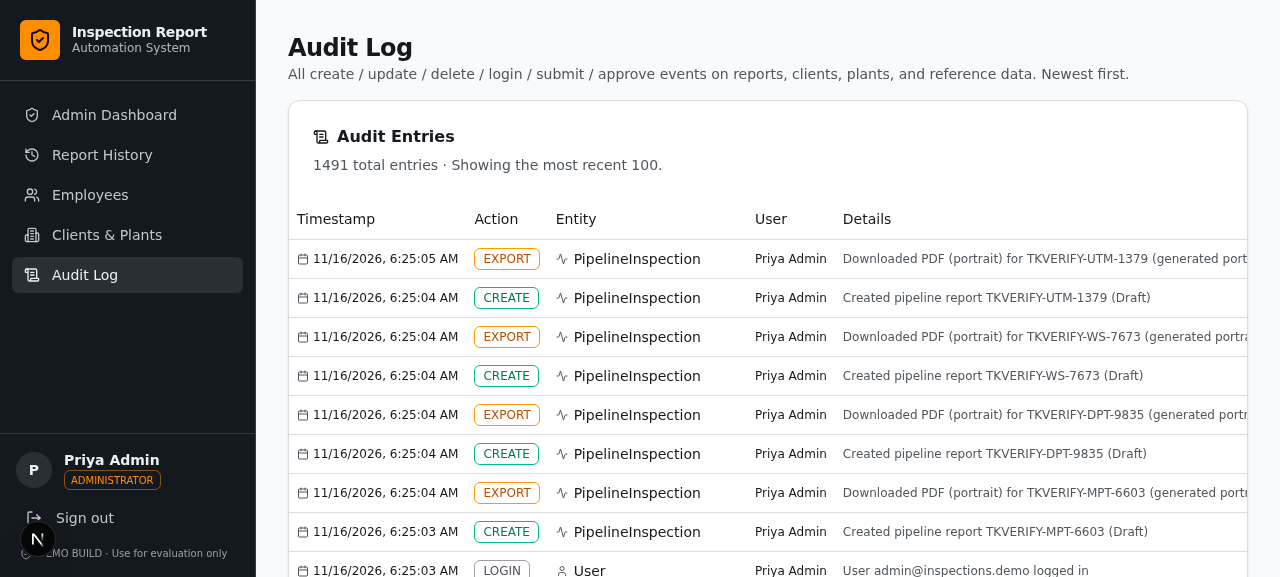 Inspection Report
Automation System
Admin Dashboard
Report History
Employees
Clients & Plants
Audit Log
P
Priya Admin
ADMINISTRATOR
Sign out
N
EMO BUILD · Use for evaluation only
Audit Log
All create / update / delete / login / submit / approve events on reports, clients, plants, and reference data. Newest first.
Audit Entries
1491 total entries · Showing the most recent 100.
Timestamp Action Entity User Details
11/16/2026, 6:25:05 AM EXPORT PipelineInspection Priya Admin Downloaded PDF (portrait) for TKVERIFY-UTM-1379 (generated port
11/16/2026, 6:25:04 AM CREATE PipelineInspection Priya Admin Created pipeline report TKVERIFY-UTM-1379 (Draft)
11/16/2026, 6:25:04 AM EXPORT PipelineInspection Priya Admin Downloaded PDF (portrait) for TKVERIFY-WS-7673 (generated portra
11/16/2026, 6:25:04 AM CREATE PipelineInspection Priya Admin Created pipeline report TKVERIFY-WS-7673 (Draft)
11/16/2026, 6:25:04 AM EXPORT PipelineInspection Priya Admin Downloaded PDF (portrait) for TKVERIFY-DPT-9835 (generated portr
11/16/2026, 6:25:04 AM CREATE PipelineInspection Priya Admin Created pipeline report TKVERIFY-DPT-9835 (Draft)
11/16/2026, 6:25:04 AM EXPORT PipelineInspection Priya Admin Downloaded PDF (portrait) for TKVERIFY-MPT-6603 (generated portr
11/16/2026, 6:25:03 AM CREATE PipelineInspection Priya Admin Created pipeline report TKVERIFY-MPT-6603 (Draft)
11/16/2026, 6:25:03 AM LOGIN User Priya Admin User admin@inspections.demo logged in